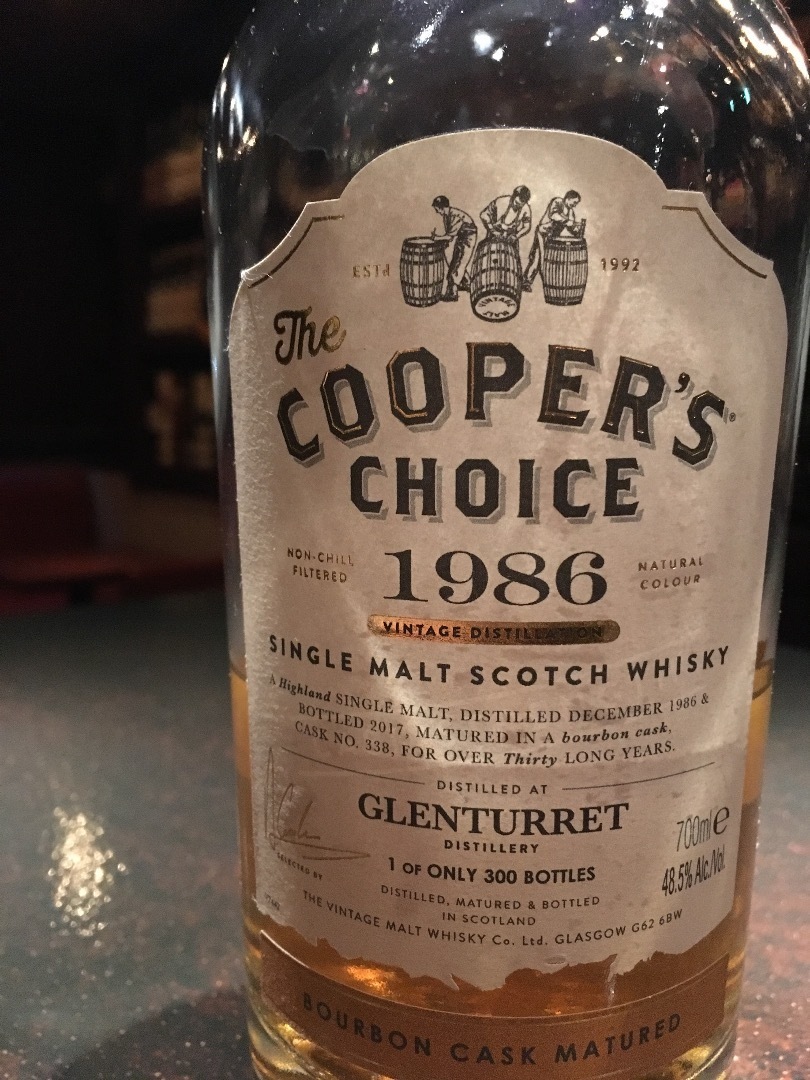 ESTd 1992
VINTAGE
MALT
The
COOPER'S®
CHOICE
NON-CHILL
FILTERED
1986
NATURAL
COLOUR
VINTAGE DISTILLATION
SINGLE MALT SCOTCH WHISKY
A Highland SINGLE MALT, DISTILLED DECEMBER 1986 &
BOTTLED 2017, MATURED IN A bourbon cask,
CASK NO. 338, FOR OVER Thirty LONG YEARS.
DISTILLED AT
GLENTURRET
DISTILLERY
1 OF ONLY 300 BOTTLES
700ml e
48.5% Alc./Vol.
SELECTED BY
DISTILLED, MATURED & BOTTLED
IN SCOTLAND
THE VINTAGE MALT WHISKY Co. Ltd. GLASGOW G62 6BW
BOURBON CASK MATURED